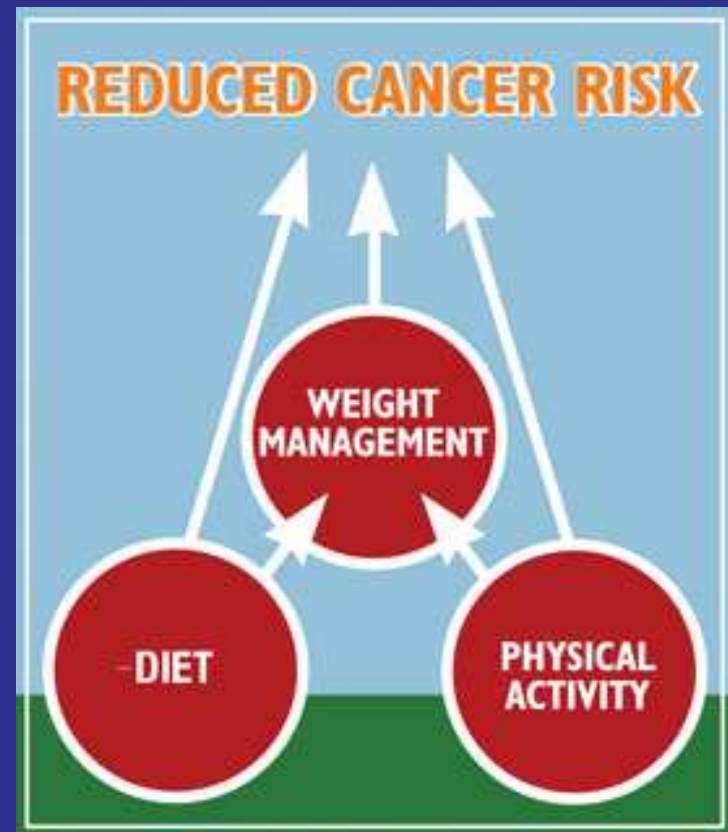 REDUCED CANCER RISK
WEIGHT
MANAGEMENT
-DIET
PHYSICAL
ACTIVITY